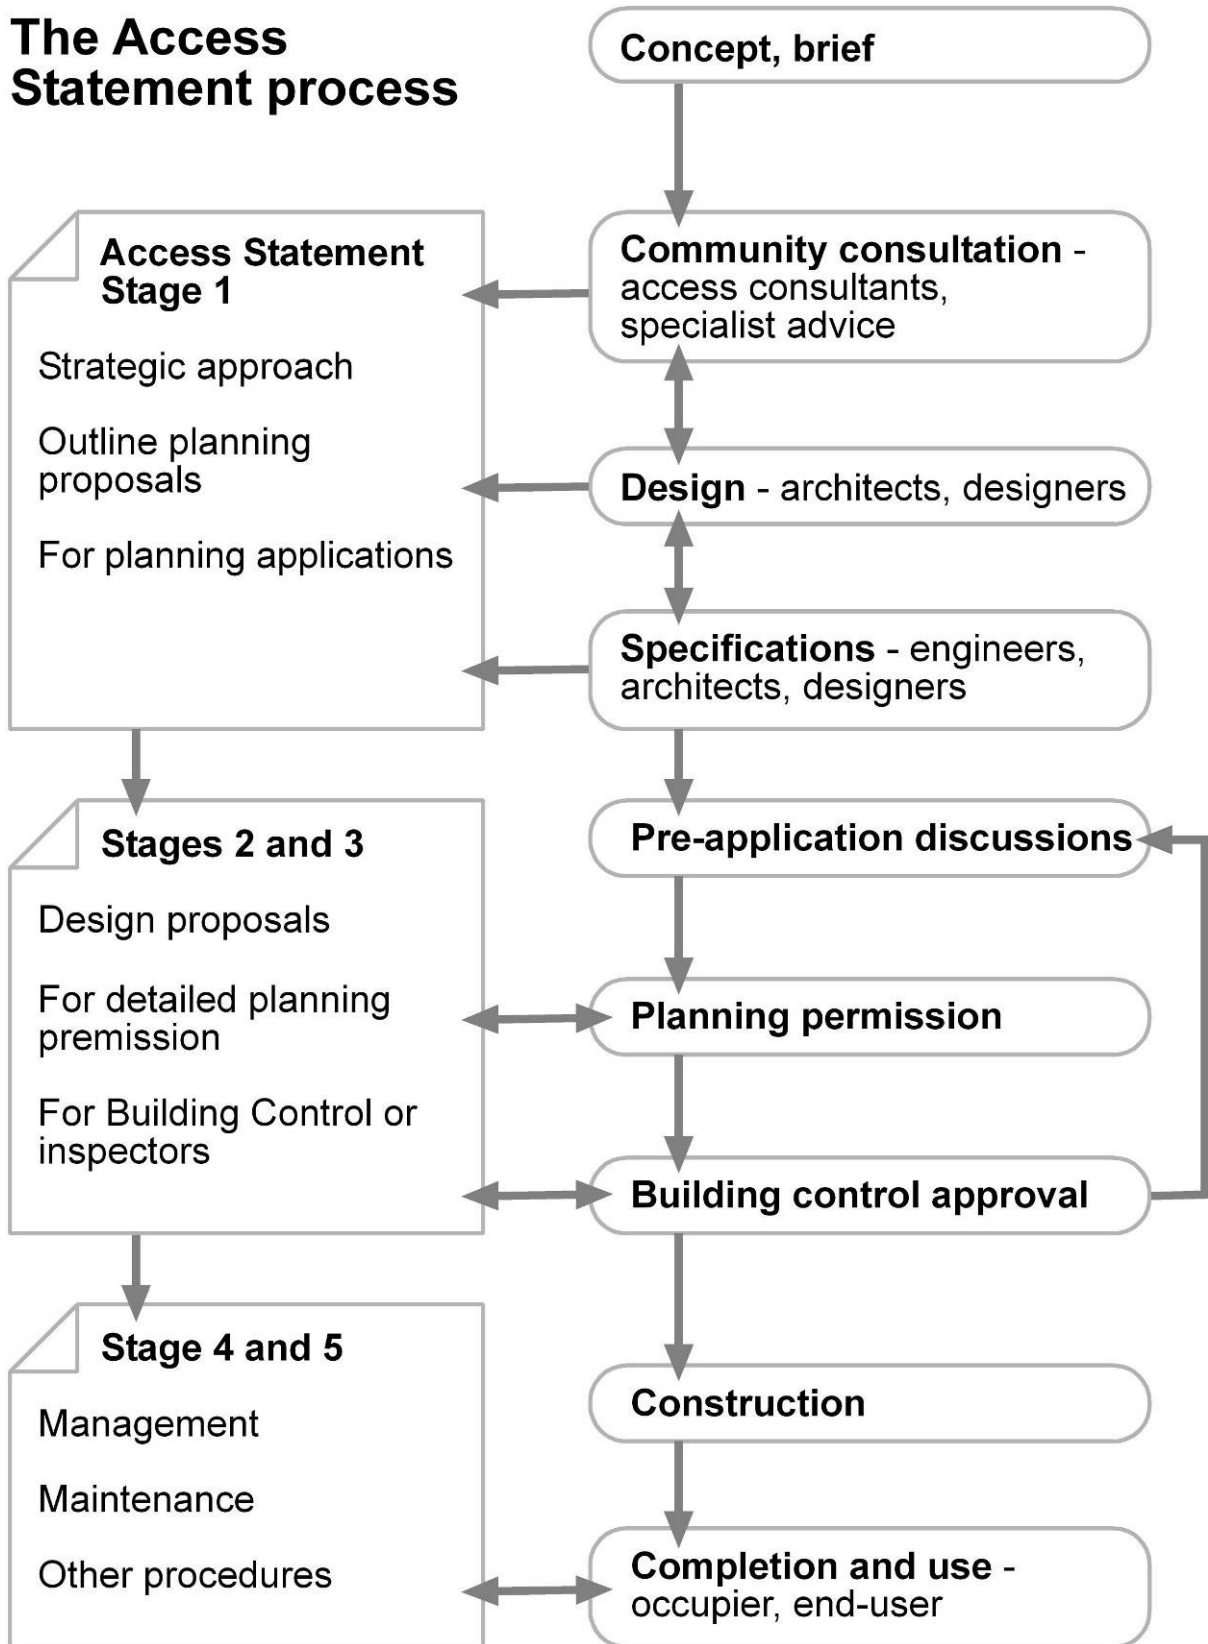 The Access
Statement process
Concept, brief
Access Statement
Stage 1
Strategic approach
Outline planning
proposals
For planning applications
Community consultation -
access consultants,
specialist advice
Design - architects, designers
Specifications - engineers,
architects, designers
Stages 2 and 3
Design proposals
For detailed planning
premission
For Building Control or
inspectors
Pre-application discussions
Planning permission
Building control approval
Stage 4 and 5
Management
Maintenance
Other procedures
Construction
Completion and use -
occupier, end-user